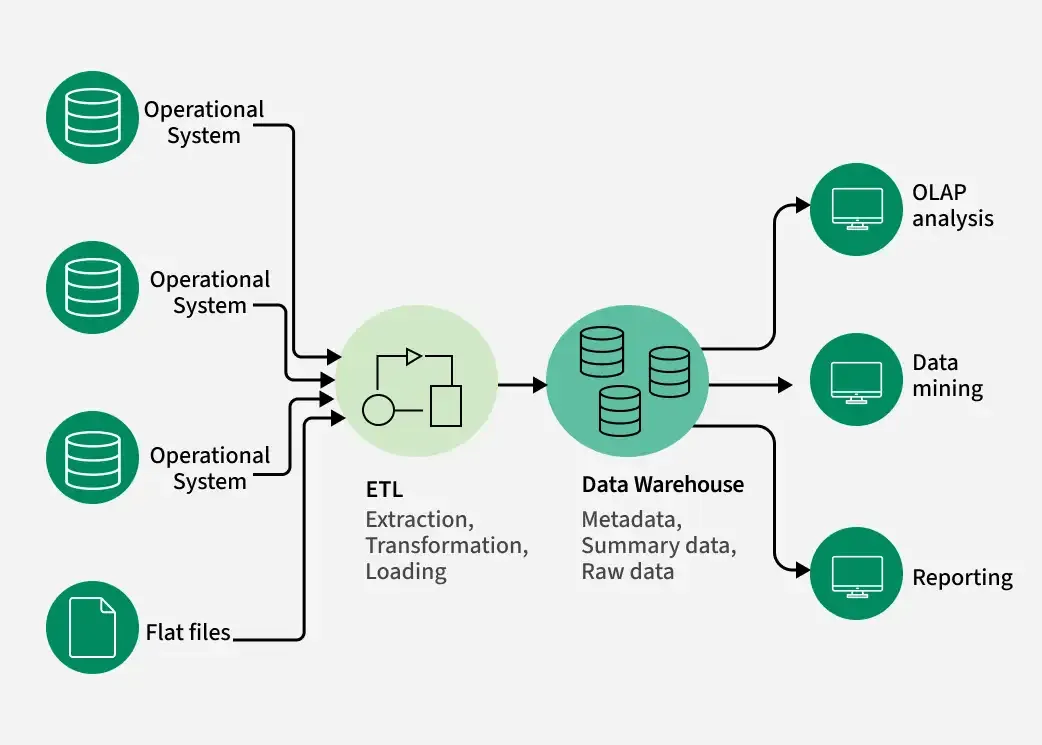 Operational
System
Operational
System
Operational
System
Flat files
ETL
Extraction,
Transformation,
Loading
Data Warehouse
Metadata,
Summary data,
Raw data
OLAP
analysis
Data
mining
Reporting